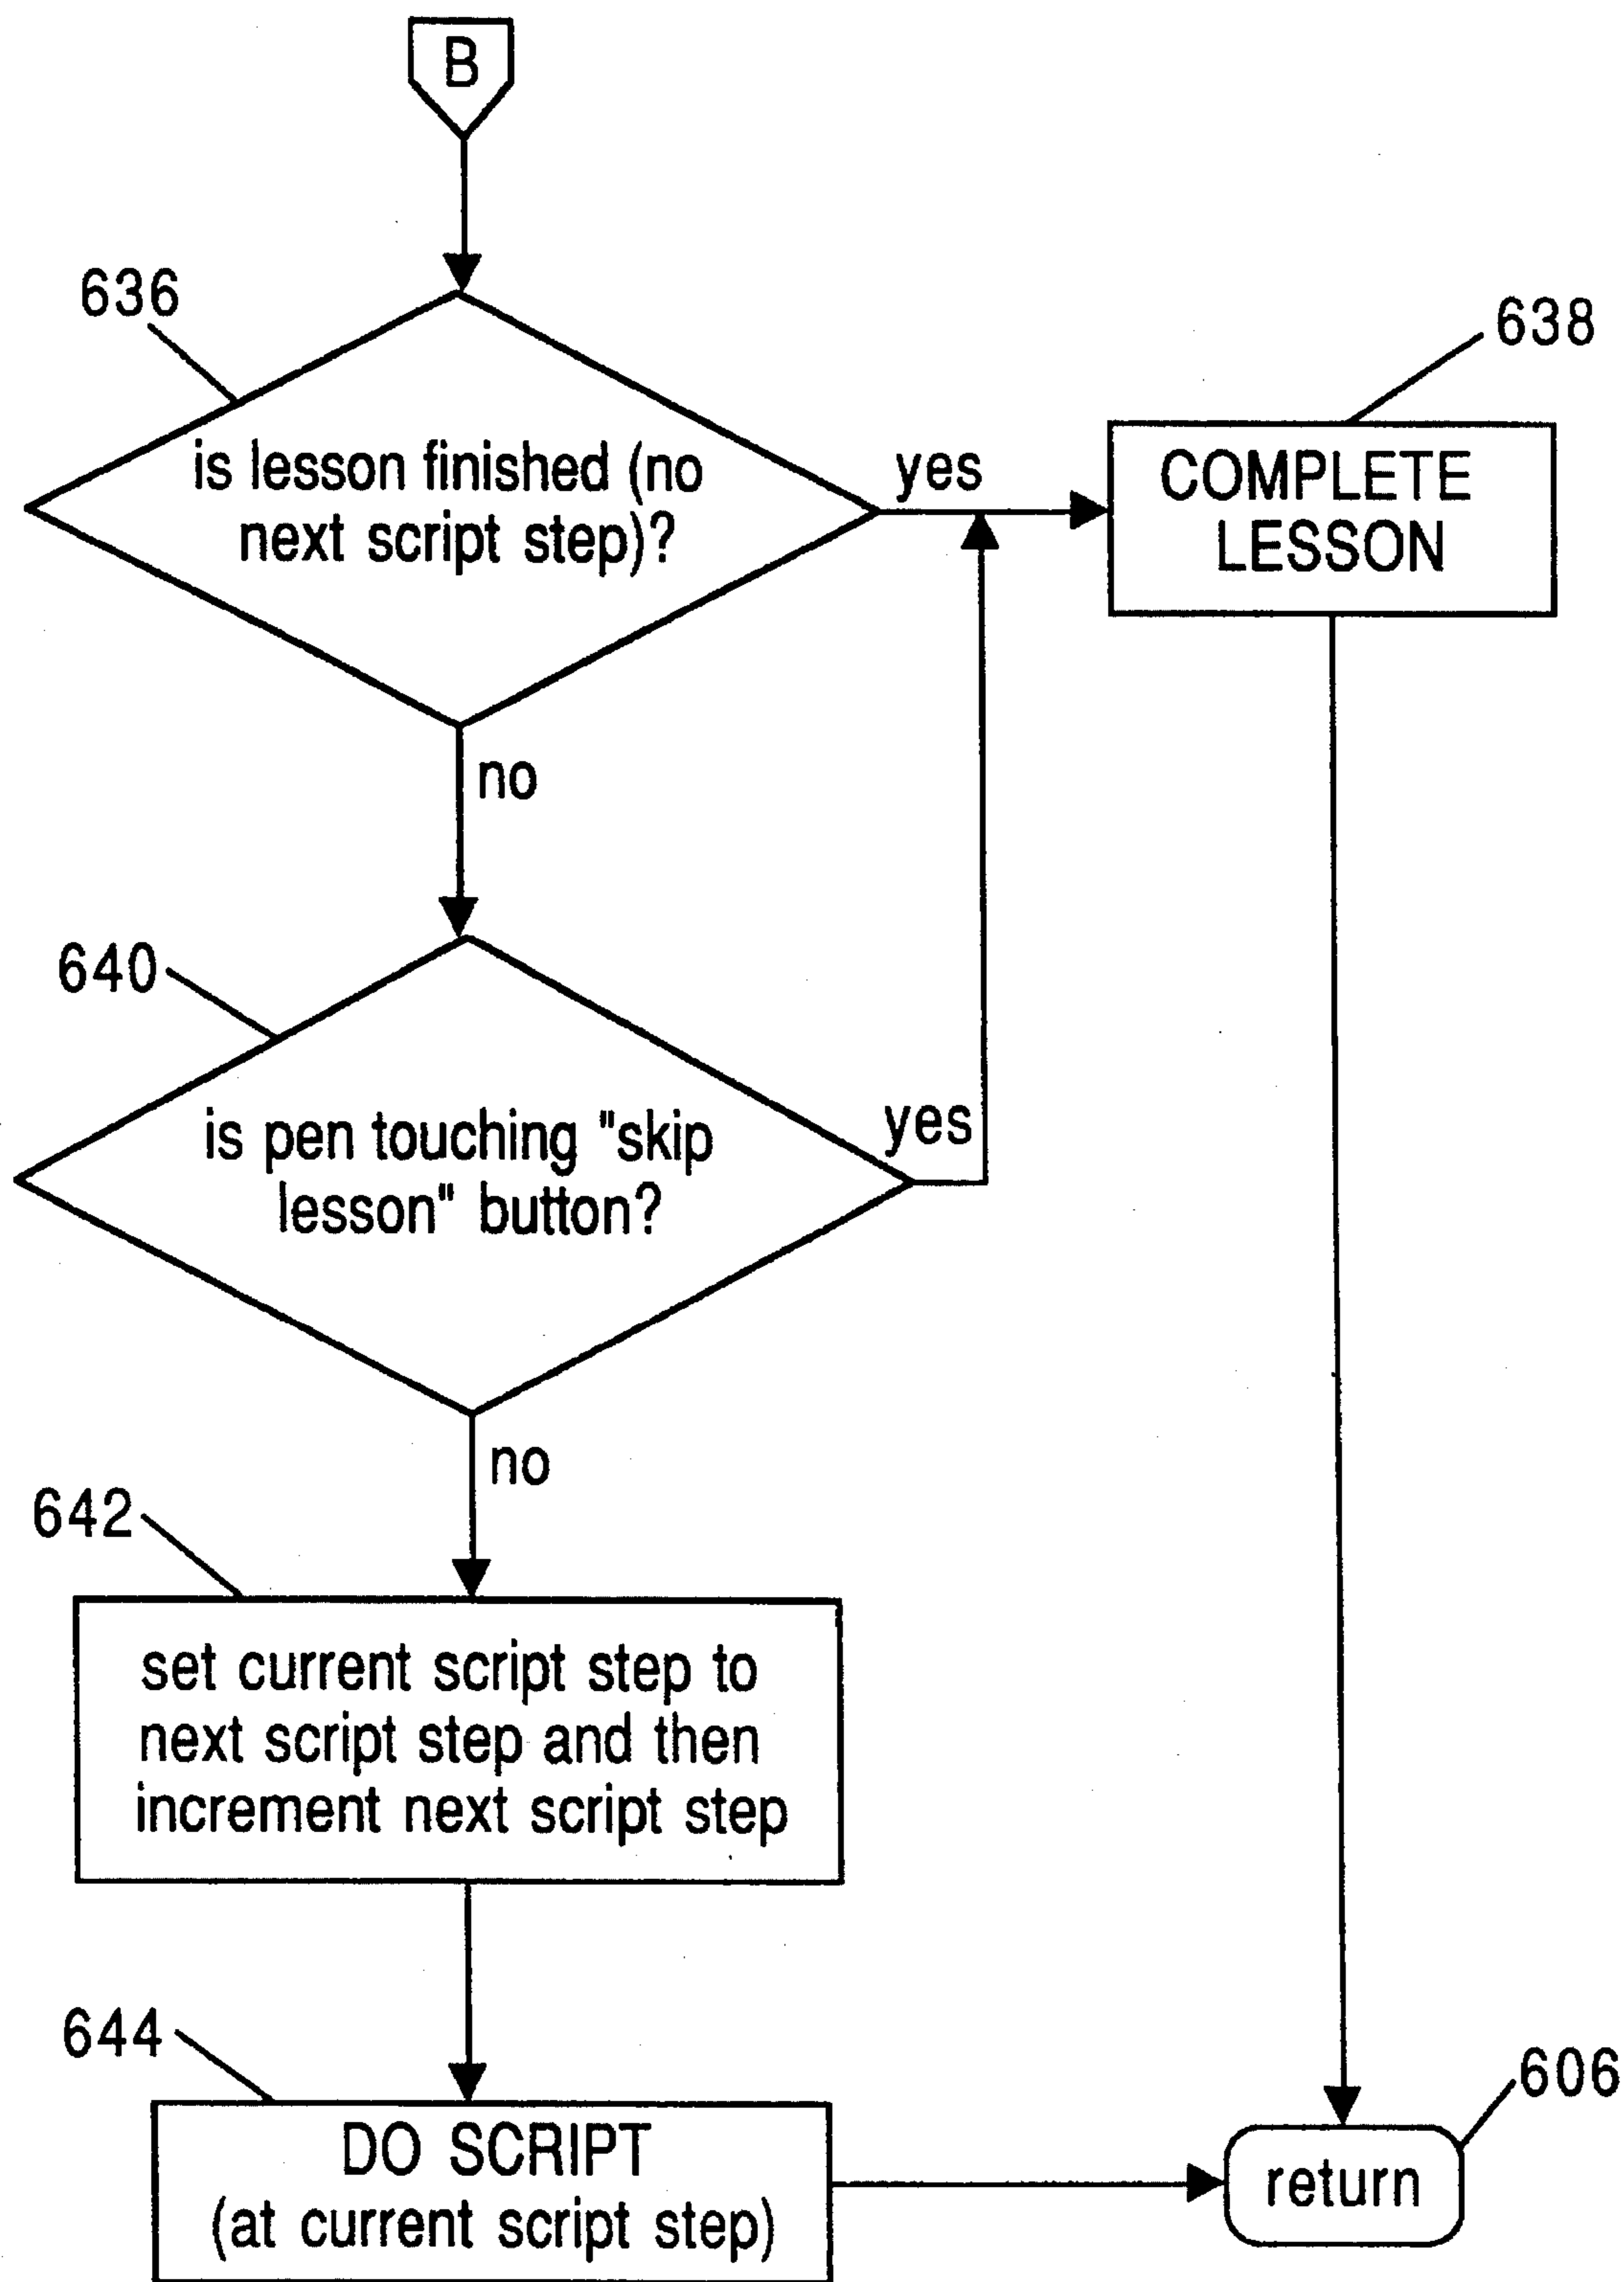 B
636
638
is lesson finished (no
next script step)?
yes
COMPLETE
LESSON
no
640
is pen touching "skip
lesson" button?
yes
no
642
set current script step to
next script step and then
increment next script step
644
606
DO SCRIPT
(at current script step)
return